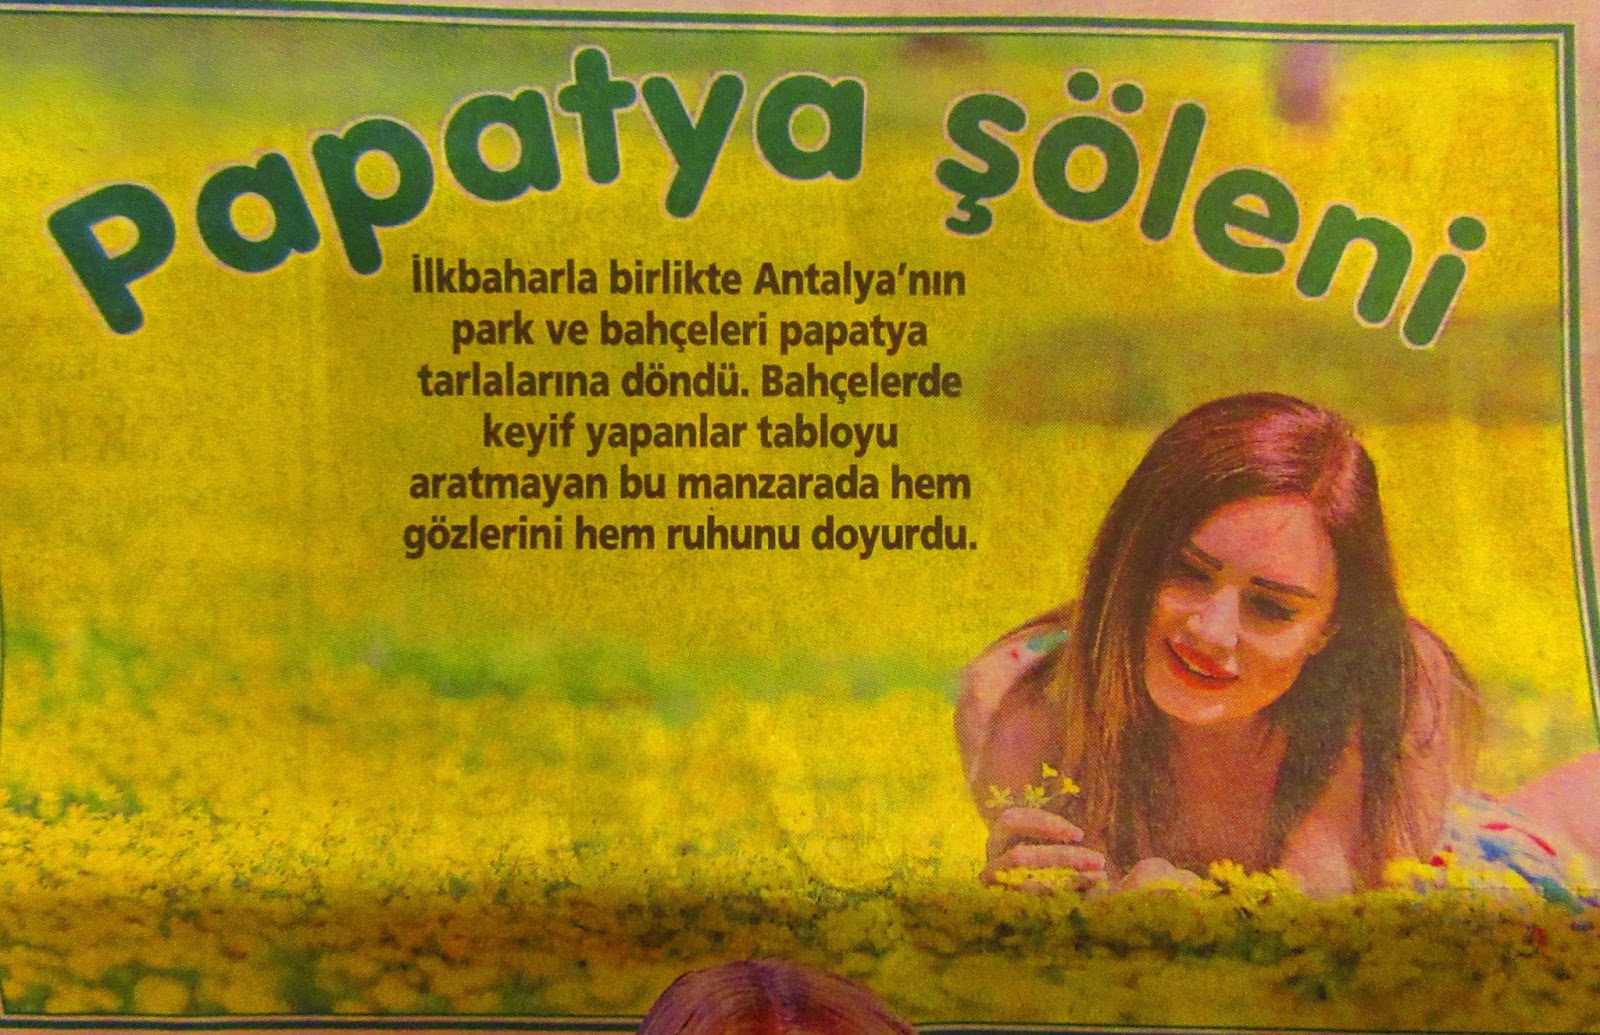 Papatya şöleni
İlkbaharla birlikte Antalya'nın
park ve bahçeleri papatya
tarlalarına döndü. Bahçelerde
keyif yapanlar tabloyu
aratmayan bu manzarada hem
gözlerini hem ruhunu doyurdu.